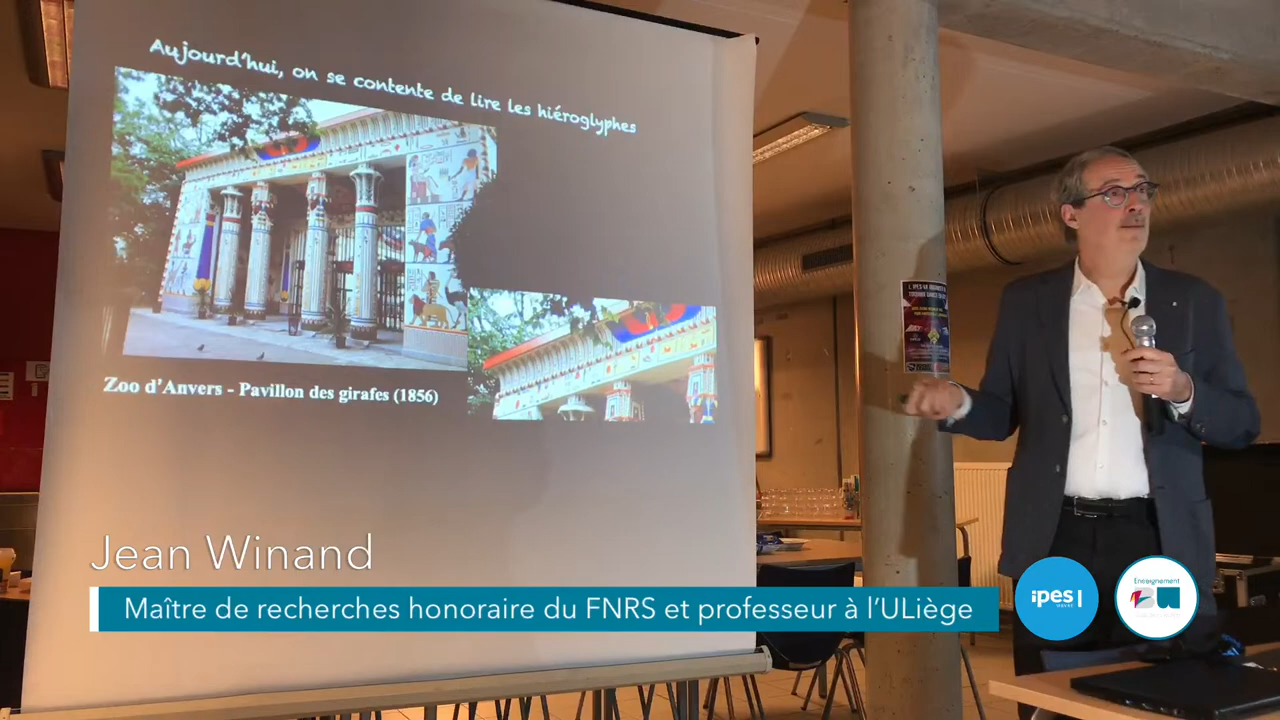 Aujourd'hui, on se contente de lire les hiéroglyphes
Zoo d'Anvers - Pavillon des girafes (1856)
Jean Winand
Maître de recherches honoraire du FNRS et professeur à l'ULiège
ipes
Enseignement